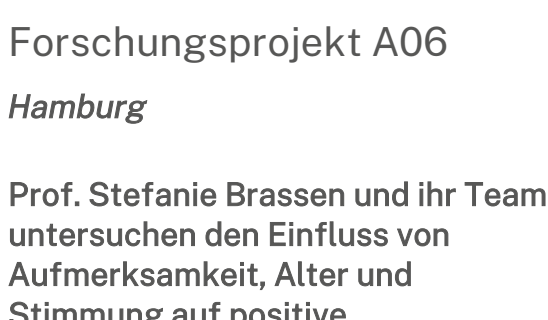 Forschungsprojekt A06
Hamburg
Prof. Stefanie Brassen und ihr Team
untersuchen den Einfluss von
Aufmerksamkeit, Alter und
Stimmung auf positive